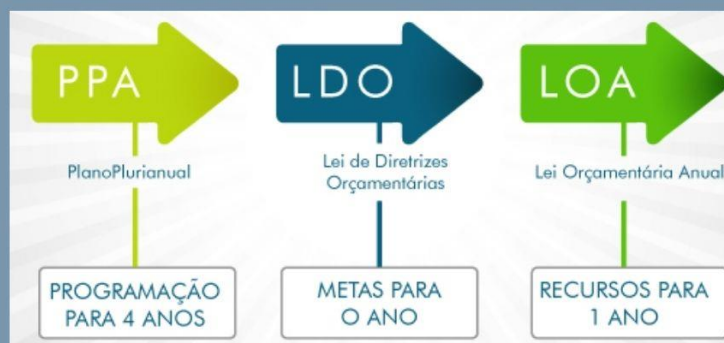 PPA
LDO
LOA
PlanoPlurianual
Lei de Diretrizes
Orçamentárias
Lei Orçamentária Anual
PROGRAMAÇÃO
PARA 4 ANOS
METAS PARA
O ANO
RECURSOS PARA
1 ANO